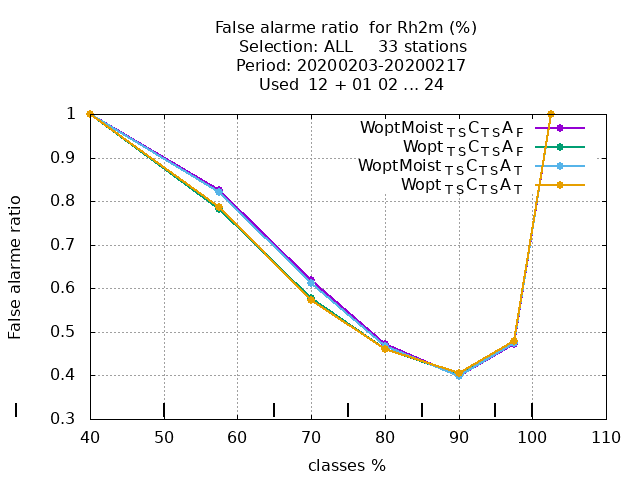 False alarme ratio  for Rh2m (%)
Selection: ALL     33 stations
Period: 20200203-20200217
Used  12 + 01 02 ... 24
WoptMoist TS C TS A F
Wopt TS C TS A F
WoptMoist TS C TS A T
Wopt TS C TS A T
1
0.9
0.8
0.7
0.6
0.5
0.4
0.3
False alarme ratio
40 50 60 70 80 90 100 110
classes %